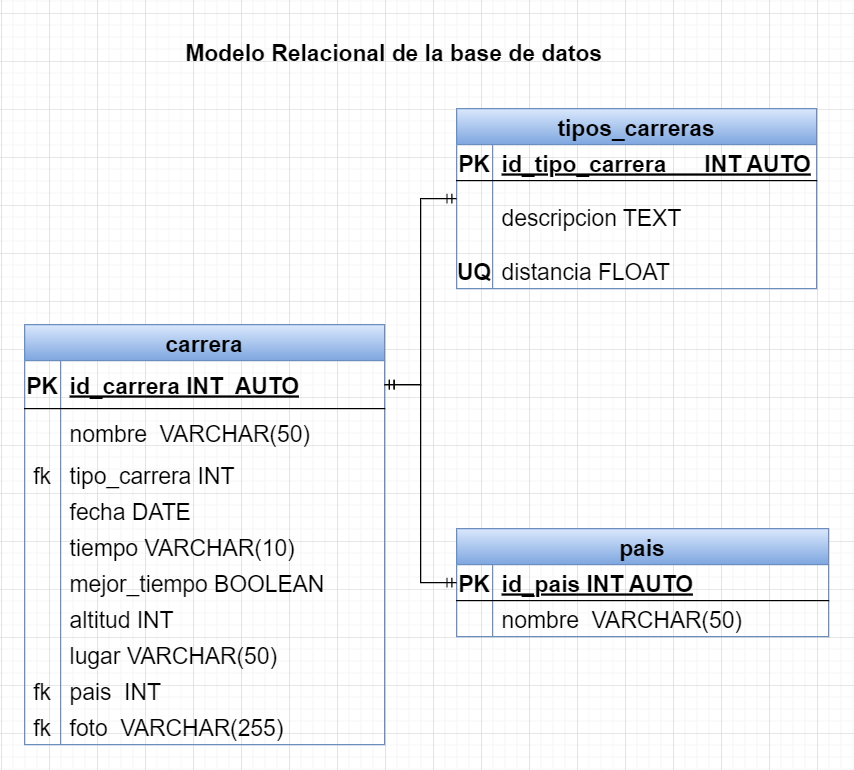 Modelo Relacional de la base de datos
tipos_carreras
PK id_tipo_carrera INT AUTO
descripcion TEXT
UQ distancia FLOAT
carrera
PK id_carrera INT AUTO
nombre VARCHAR(50)
fk tipo_carrera INT
fecha DATE
tiempo VARCHAR(10)
mejor_tiempo BOOLEAN
altitud INT
lugar VARCHAR(50)
fk pais INT
fk foto VARCHAR(255)
pais
PK id_pais INT AUTO
nombre VARCHAR(50)